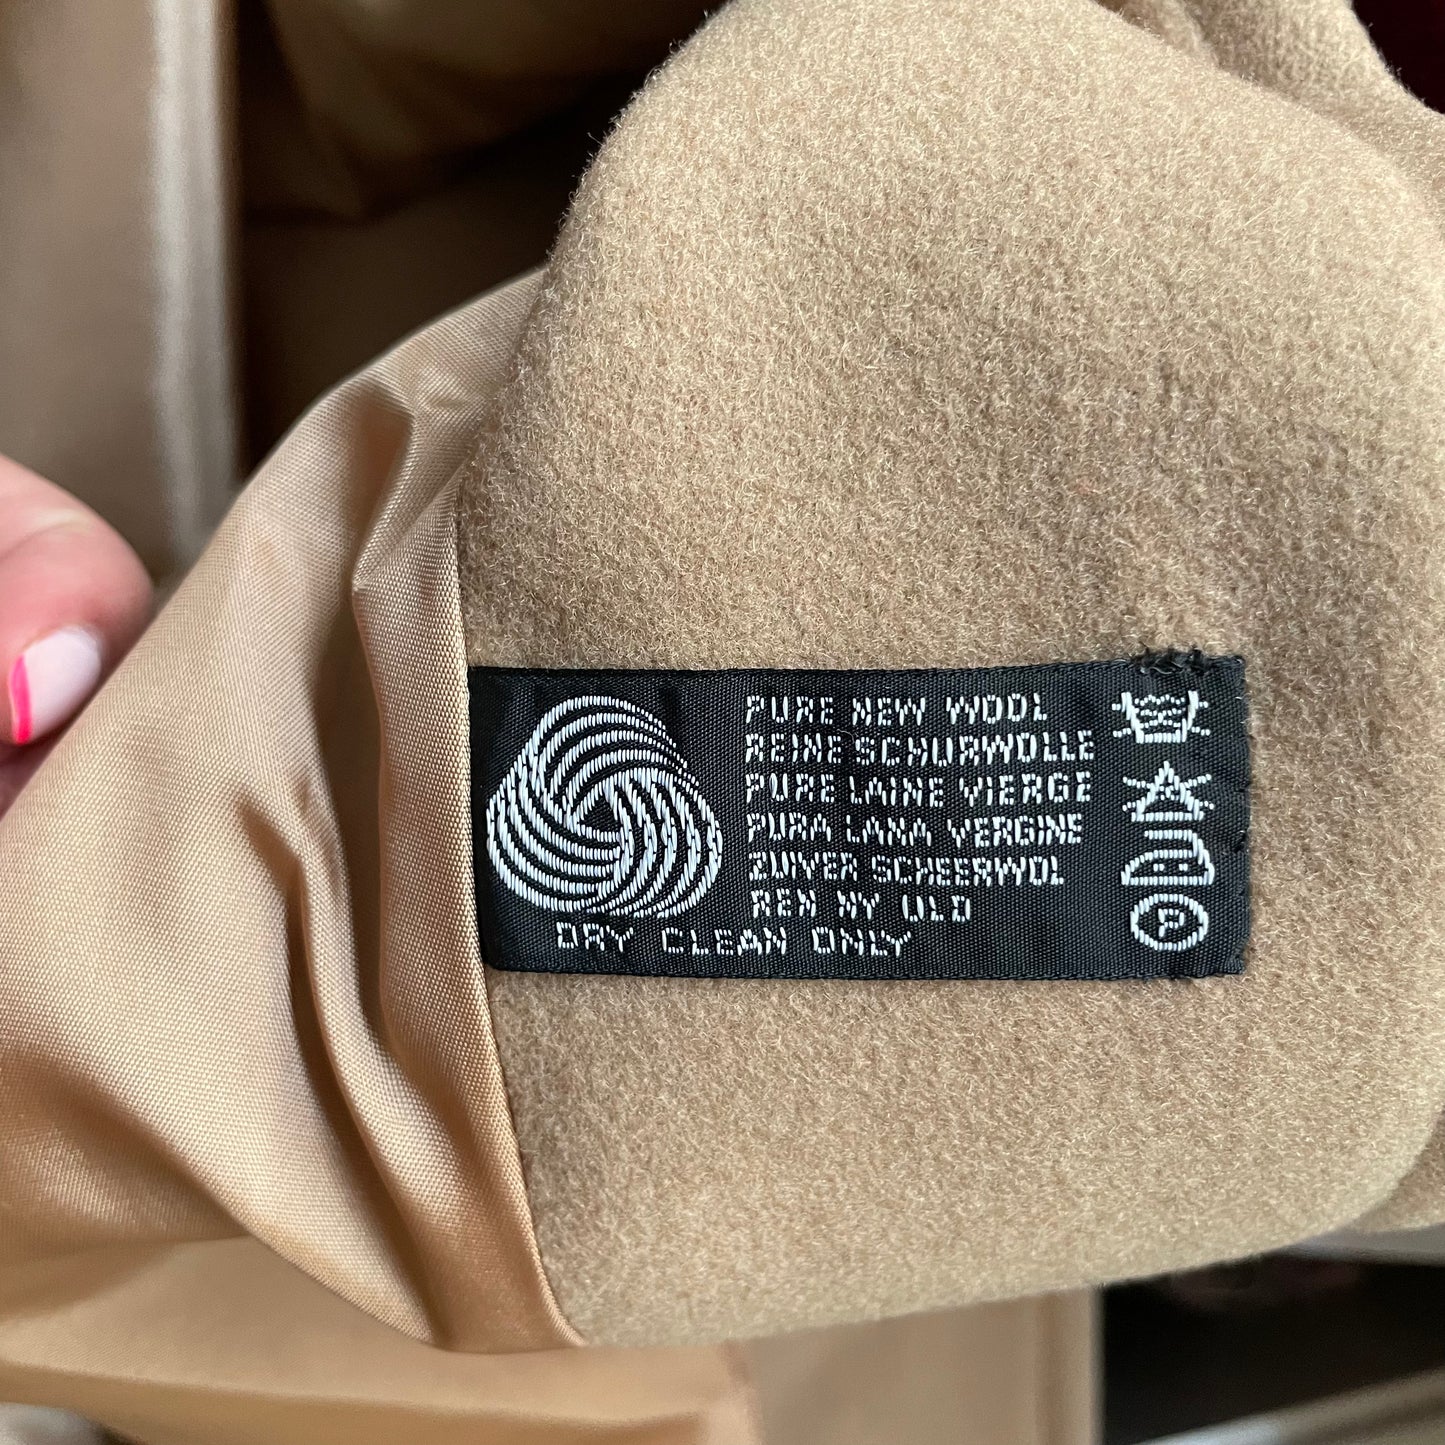 PURE NEW WOOL
REINE SCHURWOLLE
PURE LAINE VIERGE
PURA LANA VERGINE
ZUIVER SCHEERWOL
REN NY ULD
DRY CLEAN ONLY
P